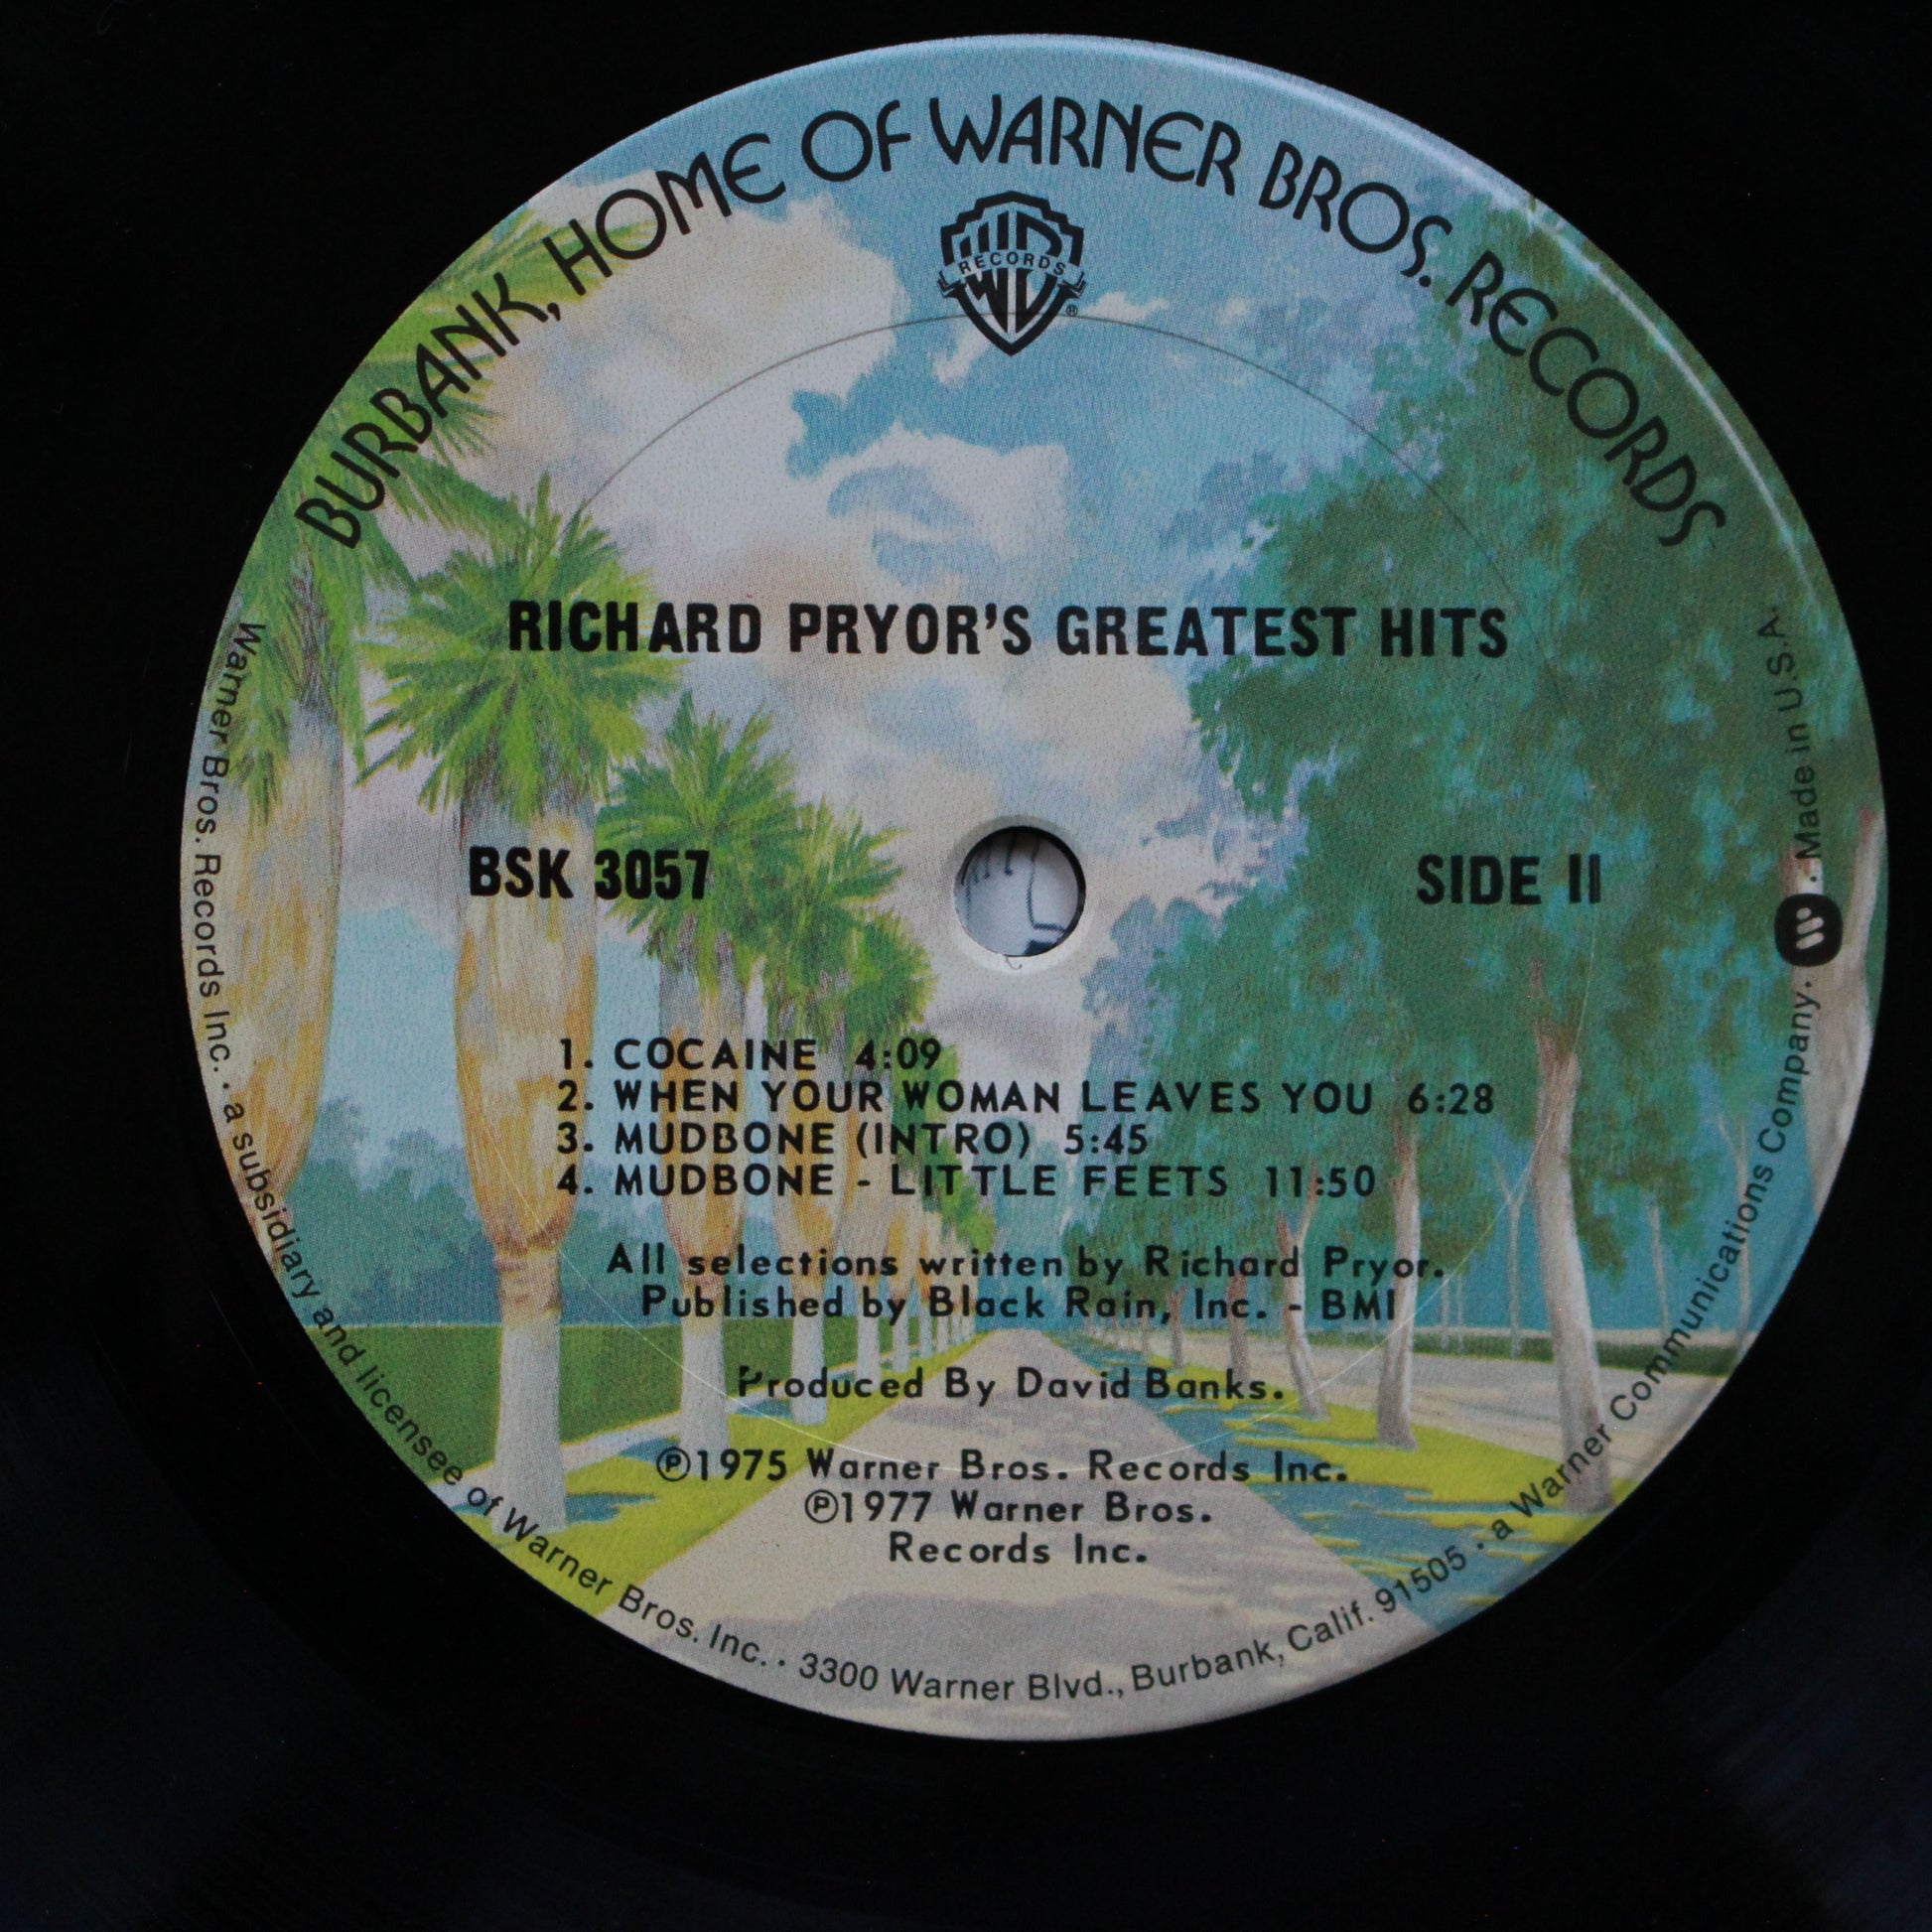 BURBANK, HOME OF WARNER BROS. RECORDS
RECORDS
®
RICHARD PRYOR'S GREATEST HITS
BSK 3057
SIDE II
1. COCAINE 4:09
2. WHEN YOUR WOMAN LEAVES YOU 6:28
3. MUDBONE (INTRO) 5:45
4. MUDBONE - LITTLE FEETS 11:50
All selections written by Richard Pryor.
Published by Black Rain, Inc. - BMI
Produced By David Banks.
℗1975 Warner Bros. Records Inc.
℗1977 Warner Bros.
Records Inc.
Warner Bros. Records Inc. · a subsidiary and licensee of Warner Bros. Inc. · 3300 Warner Blvd., Burbank, Calif. 91505 · a Warner Communications Company. · Made in U.S.A.